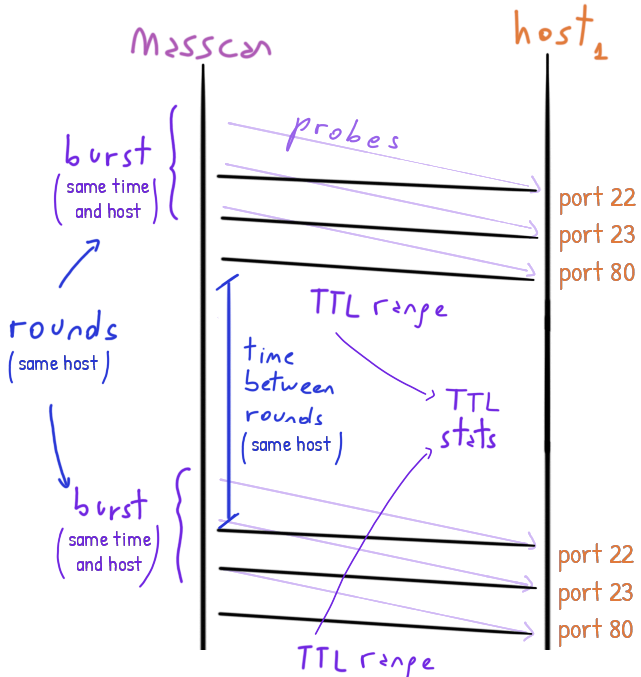 Masscan
host1
probes
burst
(same time
and host)
port 22
port 23
port 80
rounds
(same host)
TTL range
time
between
rounds
(same host)
TTL
stats
burst
(same time
and host)
port 22
port 23
port 80
TTL range